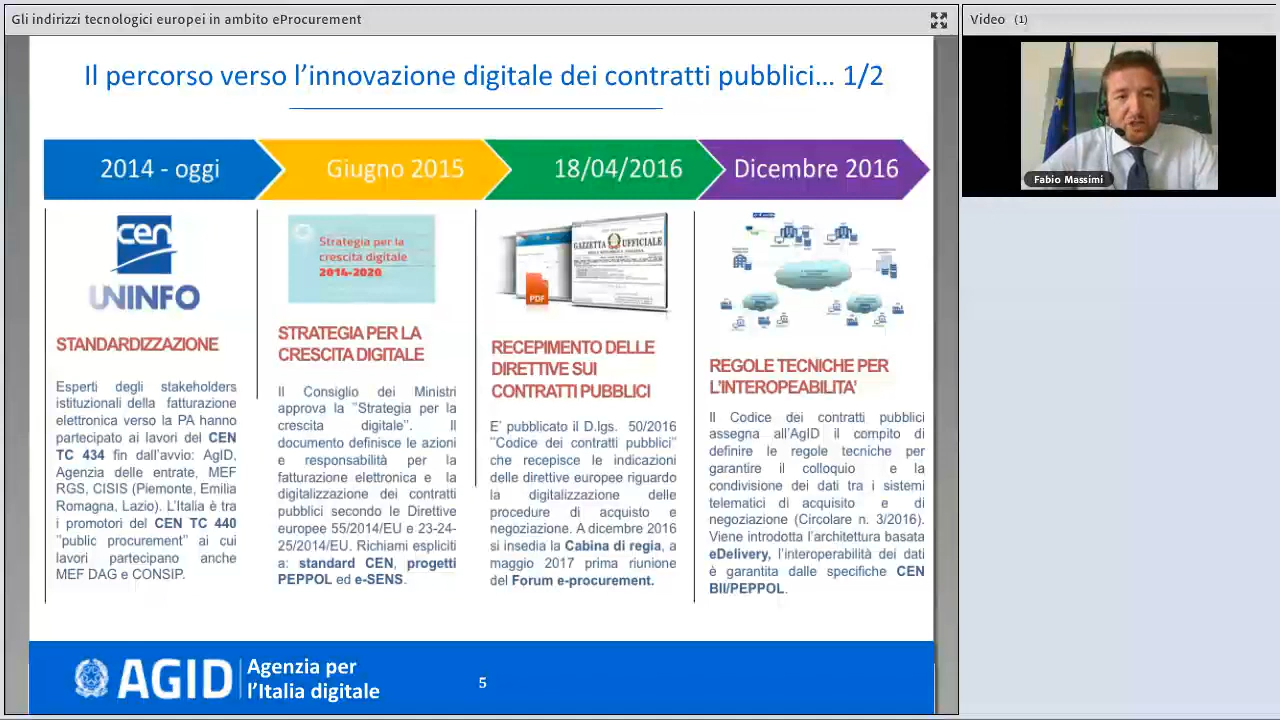 Gli indirizzi tecnologici europei in ambito eProcurement
Video (1)
Fabio Massimi
Il percorso verso l’innovazione digitale dei contratti pubblici… 1/2
2014 - oggi
Giugno 2015
18/04/2016
Dicembre 2016
cen
UNINFO
STANDARDIZZAZIONE
Esperti degli stakeholders
istituzionali della fatturazione
elettronica verso la PA hanno
partecipato ai lavori del CEN
TC 434 fin dall’avvio: AgID,
Agenzia delle entrate, MEF
RGS, CISIS (Piemonte, Emilia
Romagna, Lazio). L’Italia è tra
i promotori del CEN TC 440
"public procurement" ai cui
lavori partecipano anche
MEF DAG e CONSIP.
Strategia per la
crescita digitale
2014-2020
STRATEGIA PER LA
CRESCITA DIGITALE
Il Consiglio dei Ministri
approva la "Strategia per la
crescita digitale". Il
documento definisce le azioni
e responsabilità per la
fatturazione elettronica e la
digitalizzazione dei contratti
pubblici secondo le Direttive
europee 55/2014/EU e 23-24-
25/2014/EU. Richiami espliciti
a: standard CEN, progetti
PEPPOL ed e-SENS.
GAZZETTA UFFICIALE
PDF
RECEPIMENTO DELLE
DIRETTIVE SUI
CONTRATTI PUBBLICI
E’ pubblicato il D.lgs. 50/2016
"Codice dei contratti pubblici"
che recepisce le indicazioni
delle direttive europee riguardo
la digitalizzazione delle
procedure di acquisto e
negoziazione. A dicembre 2016
si insedia la Cabina di regia, a
maggio 2017 prima riunione
del Forum e-procurement.
REGOLE TECNICHE PER
L’INTEROPEABILITA’
Il Codice dei contratti pubblici
assegna all’AgID il compito di
definire le regole tecniche per
garantire il colloquio e la
condivisione dei dati tra i sistemi
telematici di acquisito e di
negoziazione (Circolare n. 3/2016).
Viene introdotta l’architettura basata
eDelivery, l’interoperabilità dei dati
è garantita dalle specifiche CEN
BII/PEPPOL.
AGID
Agenzia per
l’Italia digitale
5